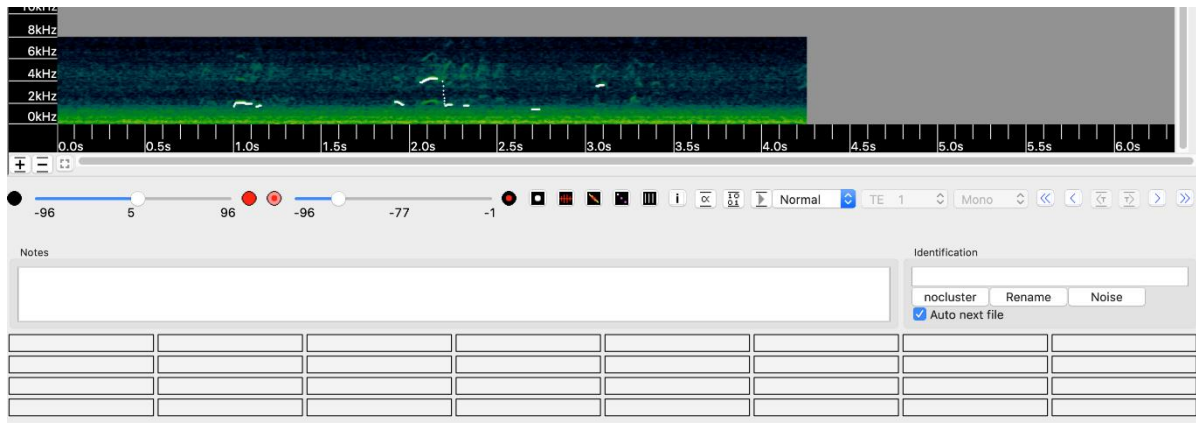 10kHz
8kHz
6kHz
4kHz
2kHz
0kHz
0.0s 0.5s 1.0s 1.5s 2.0s 2.5s 3.0s 3.5s 4.0s 4.5s 5.0s 5.5s 6.0s
-96 5 96 -96 -77 -1 i Normal TE 1 Mono
Notes Identification
nocluster Rename Noise
Auto next file